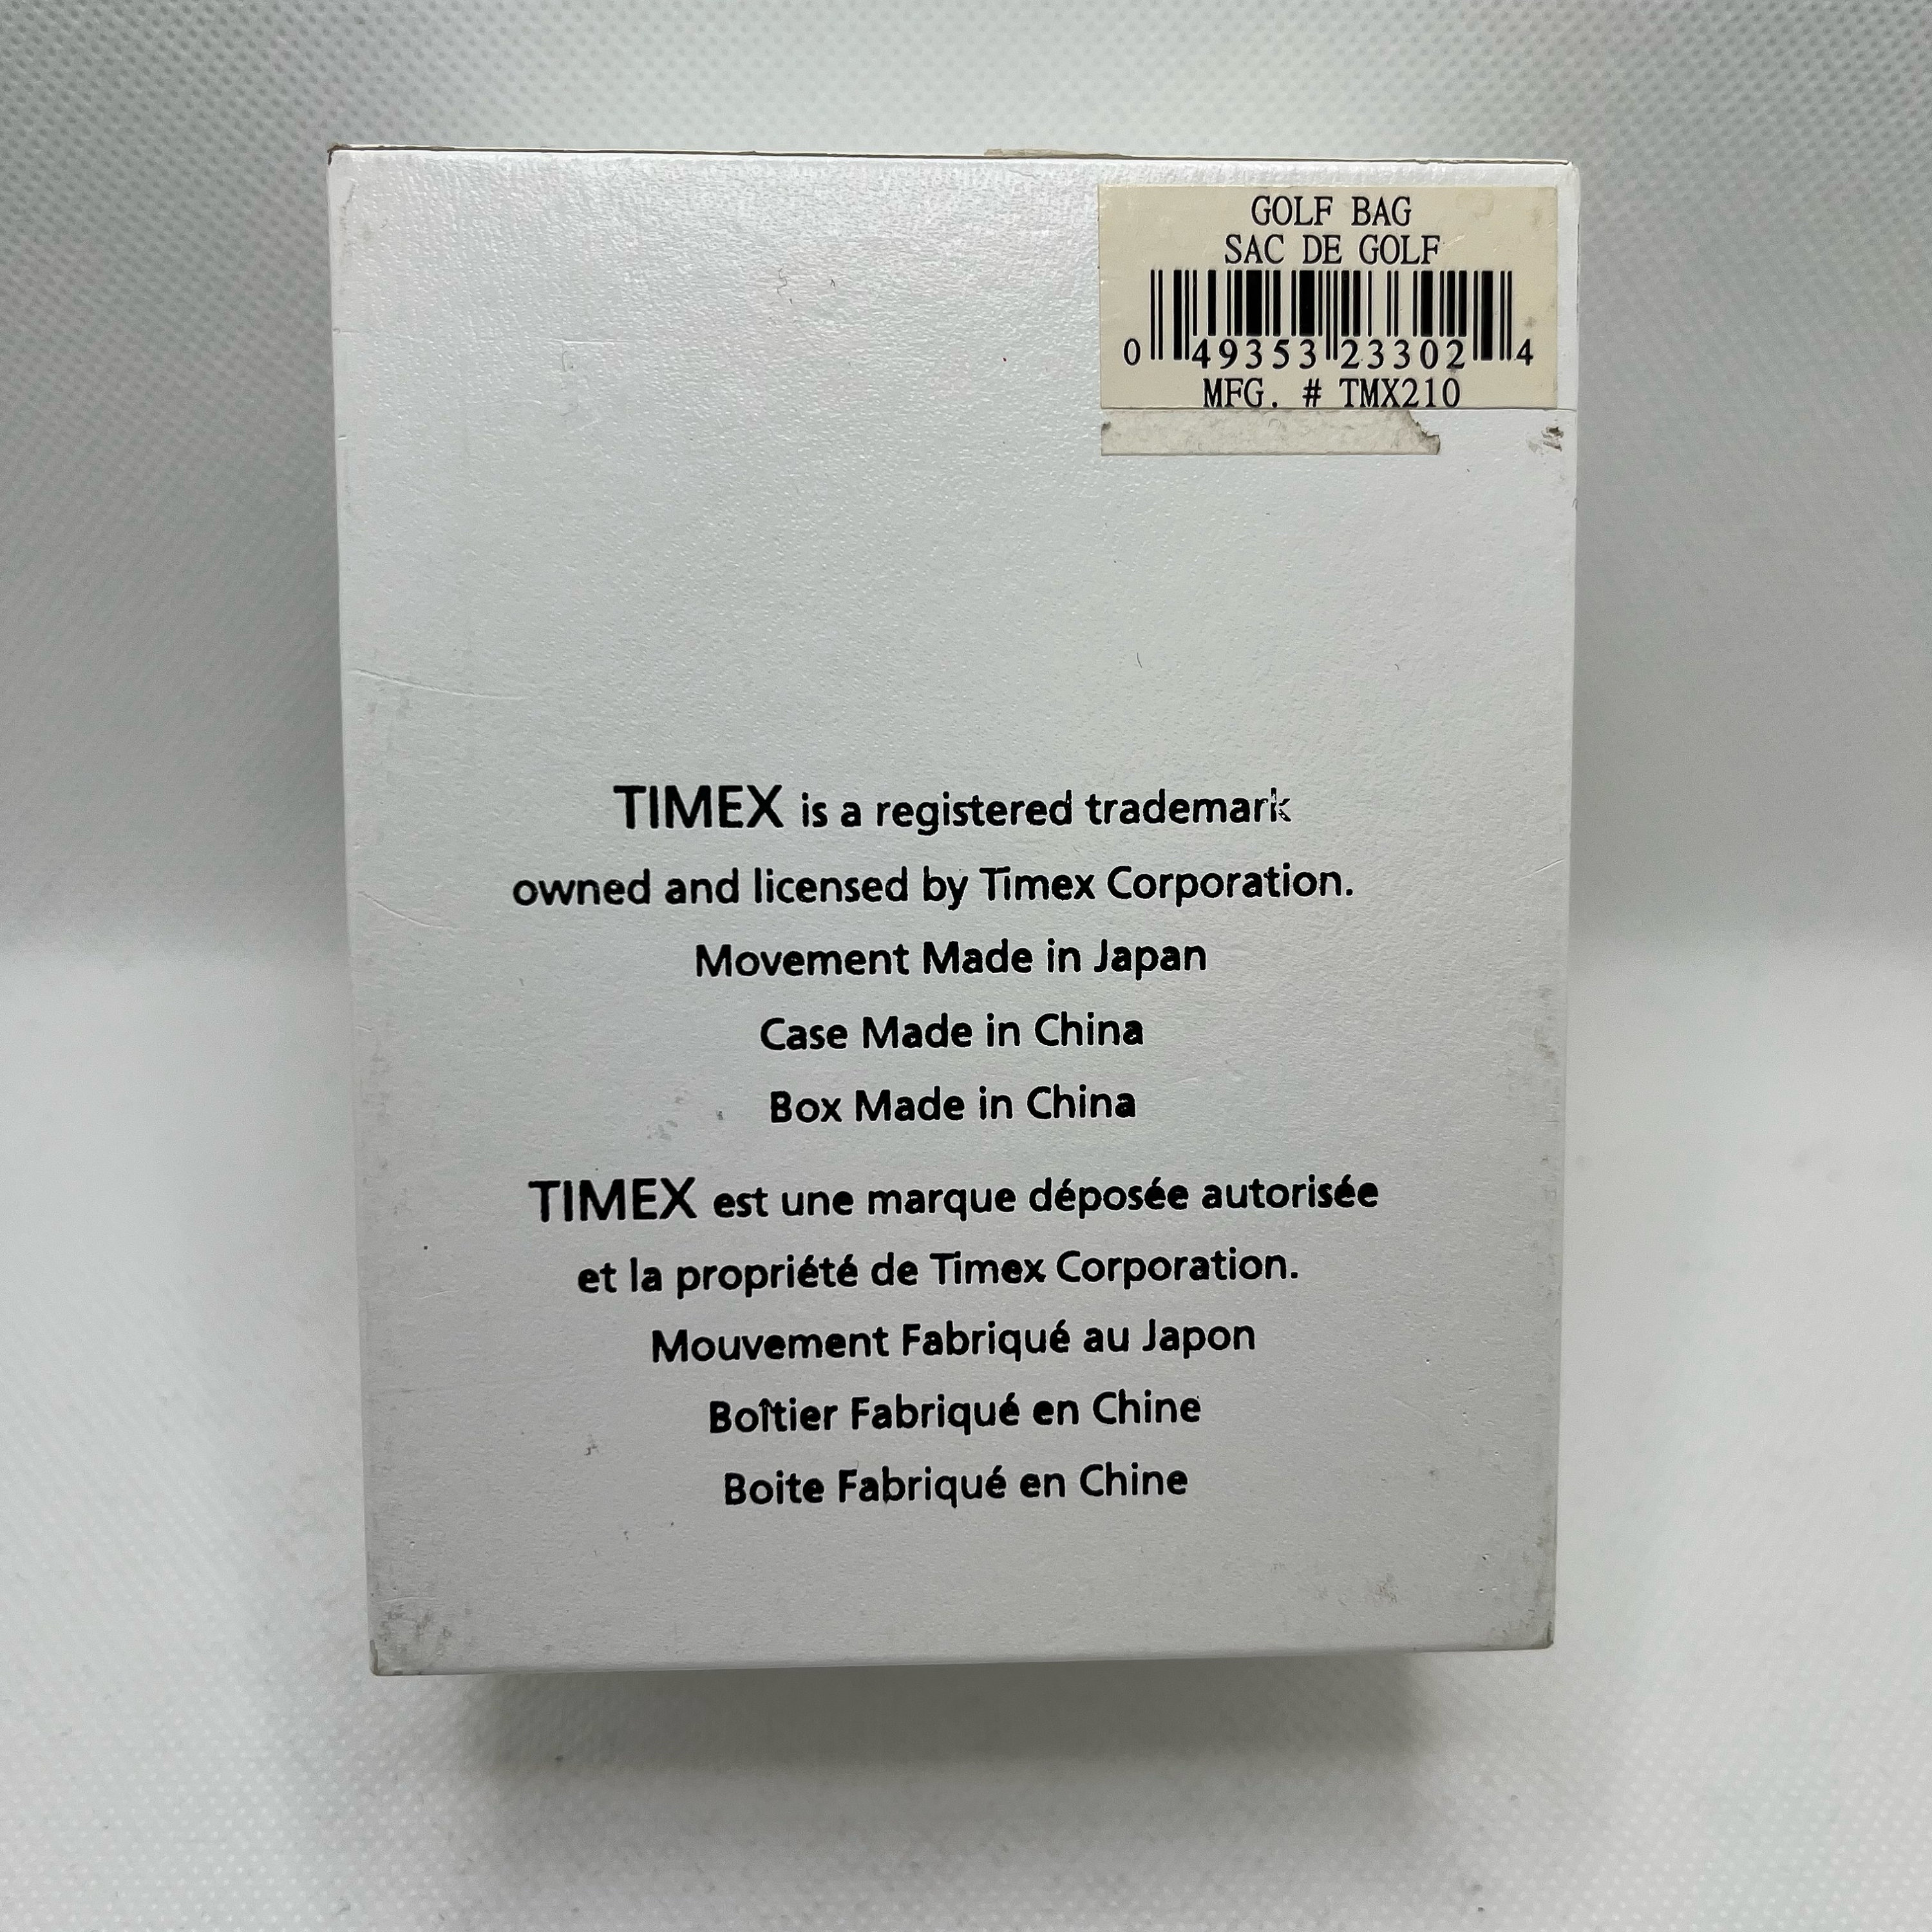 GOLF BAG
SAC DE GOLF
0 49353 23302 4
MFG. # TMX210
TIMEX is a registered trademark
owned and licensed by Timex Corporation.
Movement Made in Japan
Case Made in China
Box Made in China
TIMEX est une marque déposée autorisée
et la propriété de Timex Corporation.
Mouvement Fabriqué au Japon
Boîtier Fabriqué en Chine
Boite Fabriqué en Chine